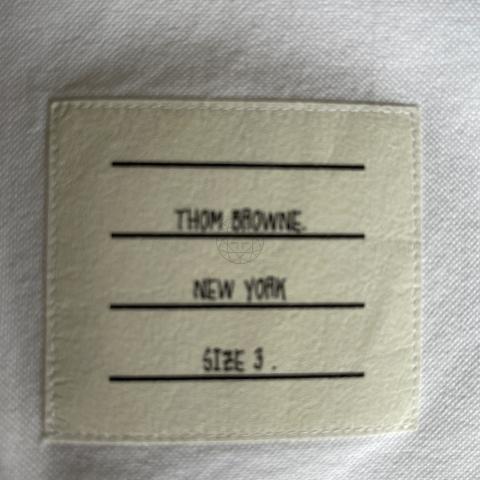 THOM BROWNE.
NEW YORK
SIZE 3.